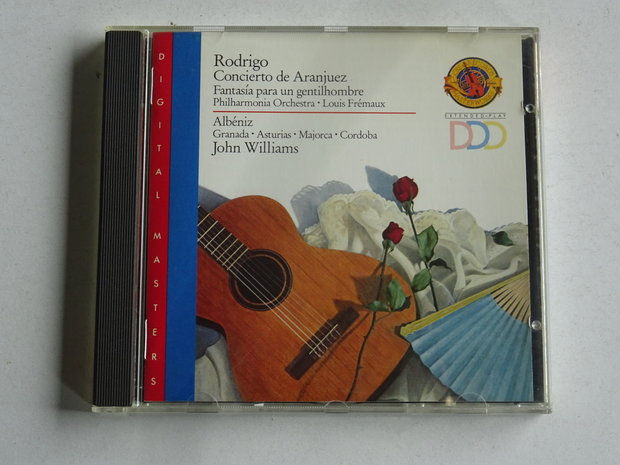 DIGITAL MASTERS
Rodrigo
Concierto de Aranjuez
Fantasía para un gentilhombre
Philharmonia Orchestra • Louis Frémaux
Albéniz
Granada • Asturias • Majorca • Cordoba
John Williams
EXTENDED-PLAY
DDD